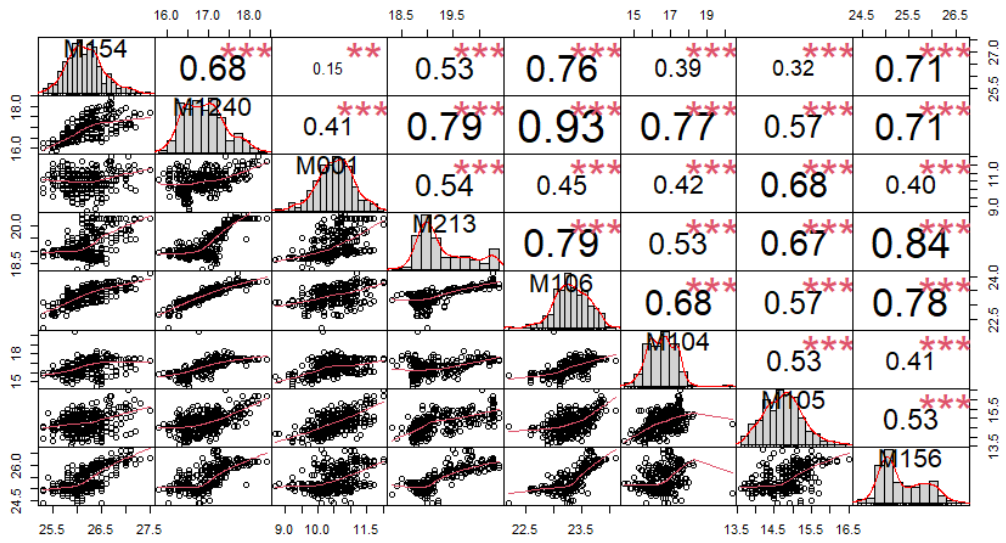 16.0 17.0 18.0 18.5 19.5 15 17 19 24.5 25.5 26.5
M154 0.68 *** 0.15 ** 0.53 *** 0.76 *** 0.39 *** 0.32 *** 0.71 *** 25.5 27.0
16.0 18.0 M1240 0.41 *** 0.79 *** 0.93 *** 0.77 *** 0.57 *** 0.71 ***
M001 0.54 *** 0.45 *** 0.42 *** 0.68 *** 0.40 *** 9.0 11.0
18.5 20.0 M213 0.79 *** 0.53 *** 0.67 *** 0.84 ***
M106 0.68 *** 0.57 *** 0.78 *** 22.5 24.0
15 18 M104 0.53 *** 0.41 ***
M105 0.53 *** 13.5 15.5
24.5 26.0 M156
25.5 26.5 27.5 9.0 10.0 11.5 22.5 23.5 13.5 14.5 15.5 16.5